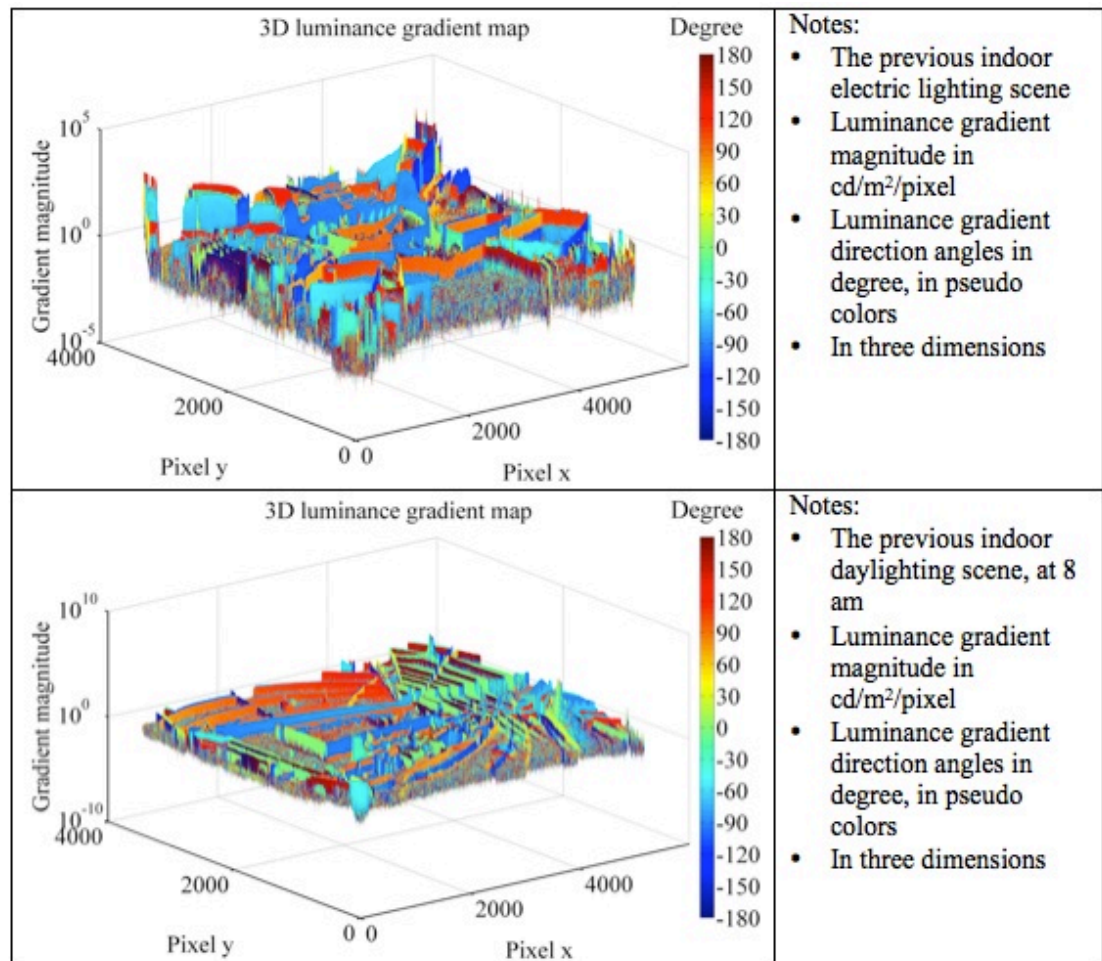 3D luminance gradient map
Degree
10^5
10^0
10^-5
Gradient magnitude
4000
2000
0
Pixel y
0
2000
4000
Pixel x
180
150
120
90
60
30
0
-30
-60
-90
-120
-150
-180
Notes:
• The previous indoor
electric lighting scene
• Luminance gradient
magnitude in
cd/m²/pixel
• Luminance gradient
direction angles in
degree, in pseudo
colors
• In three dimensions
3D luminance gradient map
Degree
10^10
10^0
10^-10
Gradient magnitude
4000
2000
0
Pixel y
0
2000
4000
Pixel x
180
150
120
90
60
30
0
-30
-60
-90
-120
-150
-180
Notes:
• The previous indoor
daylighting scene, at 8
am
• Luminance gradient
magnitude in
cd/m²/pixel
• Luminance gradient
direction angles in
degree, in pseudo
colors
• In three dimensions